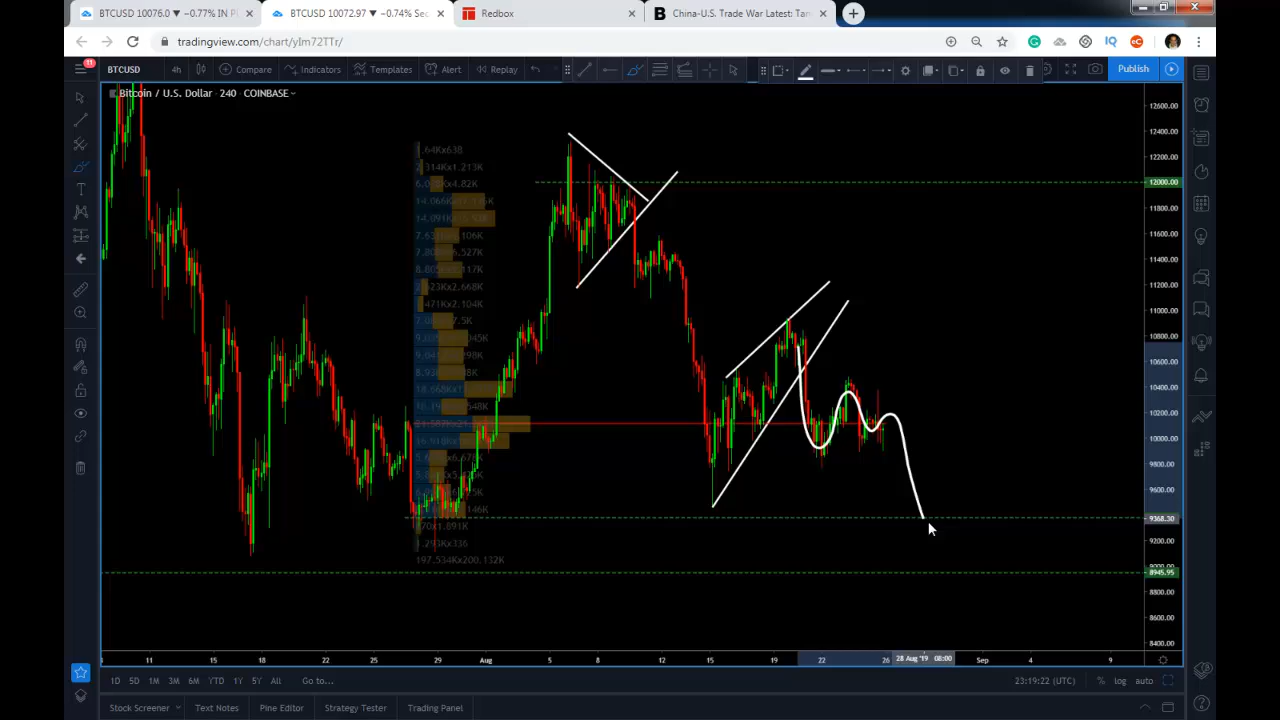 BTCUSD 10076.0 ▼ −0.77% IN P
BTCUSD 10072.97 ▼ −0.74% Sec
Redbox
China-U.S. Trade War Latest: Tam
tradingview.com/chart/yIm72TTr/
11
BTCUSD
4h
Compare
Indicators
Templates
Alert
Replay
Publish
Bitcoin / U.S. Dollar
240
COINBASE
12600.00
12400.00
12200.00
12000.00
11800.00
11600.00
11400.00
11200.00
11000.00
10800.00
10600.00
10400.00
10200.00
10000.00
9800.00
9600.00
9368.30
9200.00
8945.95
8800.00
8600.00
8400.00
197.534Kx200.132K
11
15
18
22
25
29
Aug
5
8
12
15
19
22
26
28 Aug '19 08:00
Sep
4
9
1D 5D 1M 3M 6M YTD 1Y 5Y All Go to...
23:19:22 (UTC) % log auto
Stock Screener
Text Notes
Pine Editor
Strategy Tester
Trading Panel